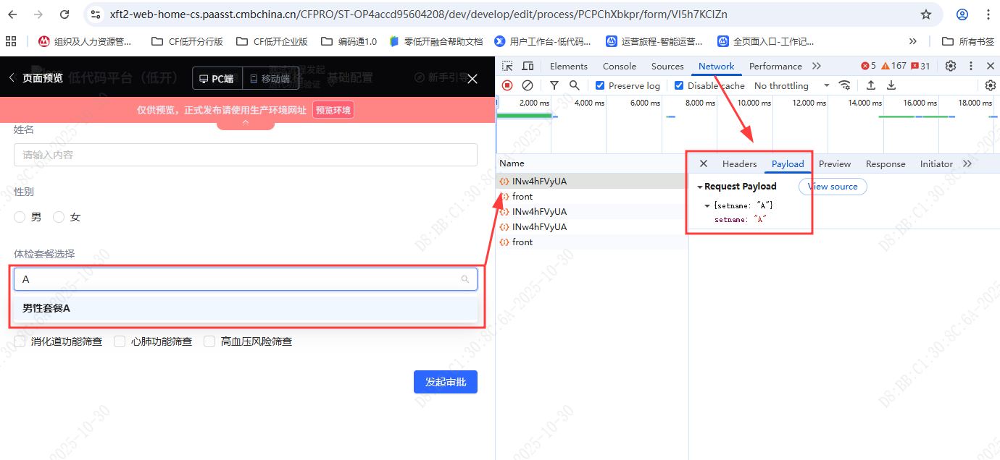 xft2-web-home-cs.paasst.cmbchina.cn/CFPRO/ST-OP4accd95604208/dev/develop/edit/process/PCPChXbkpr/form/VI5h7KCIZn
组织及人力资源管... CF低开分行版 CF低开企业版 编码通1.0 零低开融合帮助文档 用户工作台-低代码... 运营旅程-智能运营... 全页面入口-工作记... » 所有书签
页面预览 低代码平台（低开） PC端 移动端 基础配置 新手引导
仅供预览，正式发布请使用生产环境网址 预览环境
姓名
请输入内容
性别
男 女
体检套餐选择
A
男性套餐A
消化道功能筛查 心肺功能筛查 高血压风险筛查
发起审批
Elements Console Sources Network Performance » 5 167 31
Preserve log Disable cache No throttling
2,000 ms 4,000 ms 6,000 ms 8,000 ms 10,000 ms 12,000 ms 14,000 ms 16,000 ms 18,000 ms
Name
INw4hFVyUA
front
INw4hFVyUA
INw4hFVyUA
front
Headers Payload Preview Response Initiator »
Request Payload View source
{setname: "A"}
setname: "A"
D8:BB:C1:30:8C:6A-2025-10-30